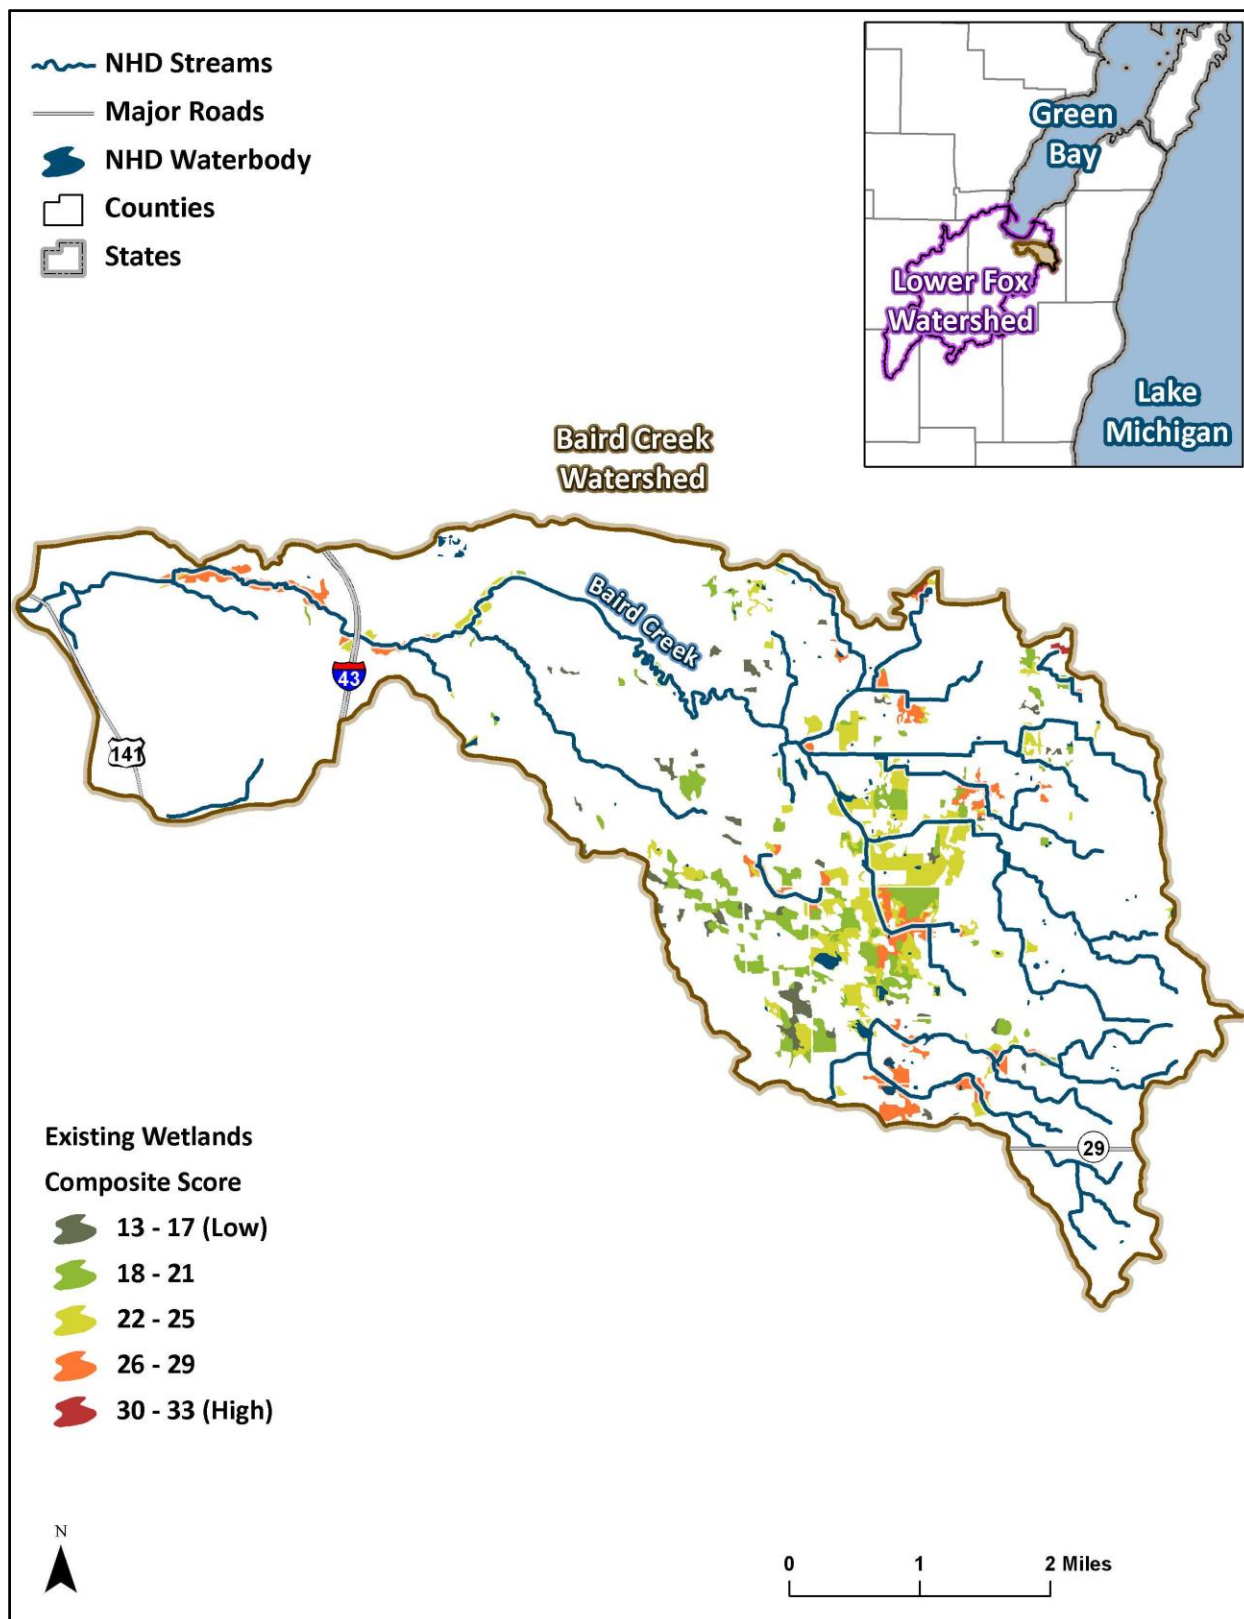 NHD Streams
Major Roads
NHD Waterbody
Counties
States
Green
Bay
Lower Fox
Watershed
Lake
Michigan
Baird Creek
Watershed
Baird Creek
43
141
29
Existing Wetlands
Composite Score
13 - 17 (Low)
18 - 21
22 - 25
26 - 29
30 - 33 (High)
N
0 1 2 Miles